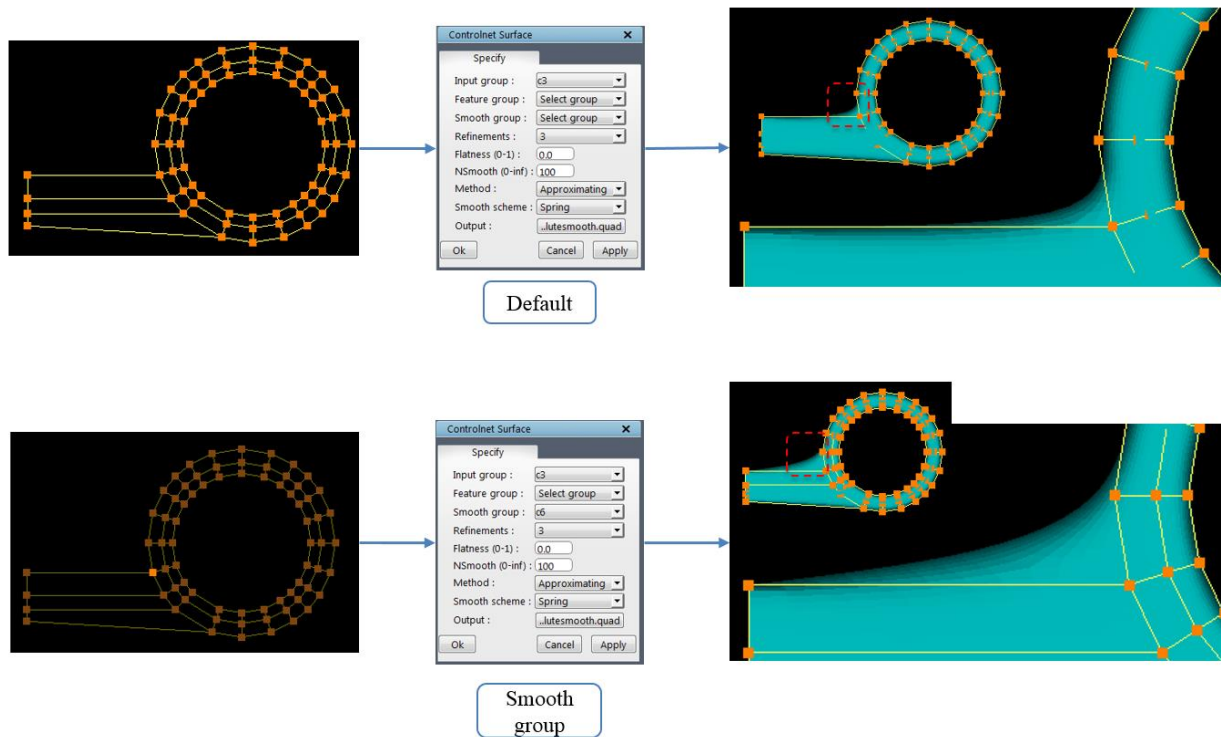 Controlnet Surface X
Specify
Input group : c3
Feature group : Select group
Smooth group : Select group
Refinements : 3
Flatness (0-1) : 0.0
NSmooth (0-inf) : 100
Method : Approximating
Smooth scheme : Spring
Output : ..lutesmooth.quad
Ok Cancel Apply
Default
Controlnet Surface X
Specify
Input group : c3
Feature group : Select group
Smooth group : c6
Refinements : 3
Flatness (0-1) : 0.0
NSmooth (0-inf) : 100
Method : Approximating
Smooth scheme : Spring
Output : ..lutesmooth.quad
Ok Cancel Apply
Smooth
group